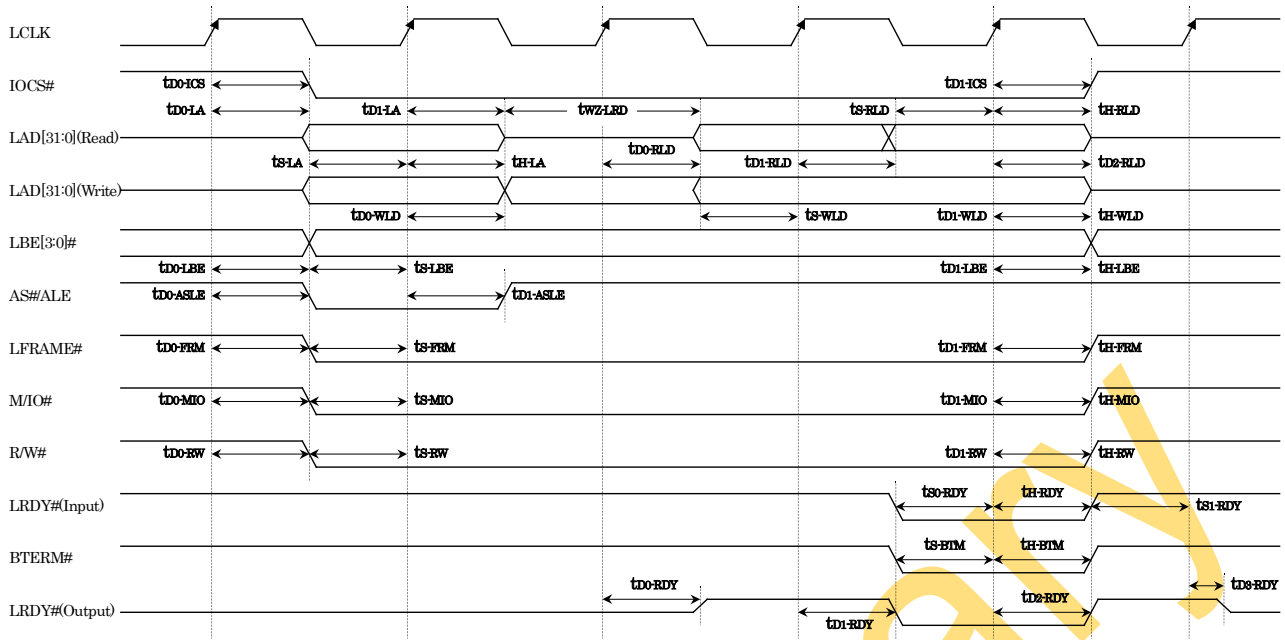 LCLK
IOCS# tD0-ICS tD1-ICS
tD0-LA tD1-LA tWZ-LRD tS-RLD tH-RLD
LAD[31:0](Read)
tD0-RLD
tS-LA tH-LA tD1-RLD tD2-RLD
LAD[31:0](Write)
tD0-WLD tS-WLD tD1-WLD tH-WLD
LBE[3:0]#
tD0-LBE tS-LBE tD1-LBE tH-LBE
AS#/ALE tD0-ASLE tD1-ASLE
LFRAME# tD0-FRM tS-FRM tD1-FRM tH-FRM
M/IO# tD0-MIO tS-MIO tD1-MIO tH-MIO
R/W# tD0-RW tS-RW tD1-RW tH-RW
LRDY#(Input) tS0-RDY tH-RDY tS1-RDY
BTERM# tS-BTM tH-BTM
tD0-RDY tD2-RDY tD3-RDY
LRDY#(Output)
tD1-RDY
ary